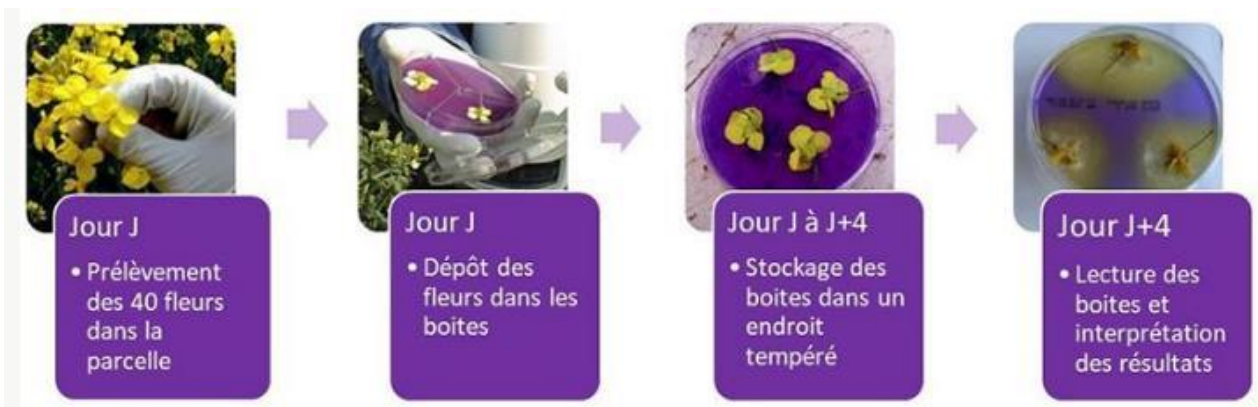 Jour J
• Prélèvement
des 40 fleurs
dans la
parcelle
Jour J
• Dépôt des
fleurs dans les
boites
Jour J à J+4
• Stockage des
boites dans un
endroit
tempéré
Jour J+4
• Lecture des
boites et
interprétation
des résultats